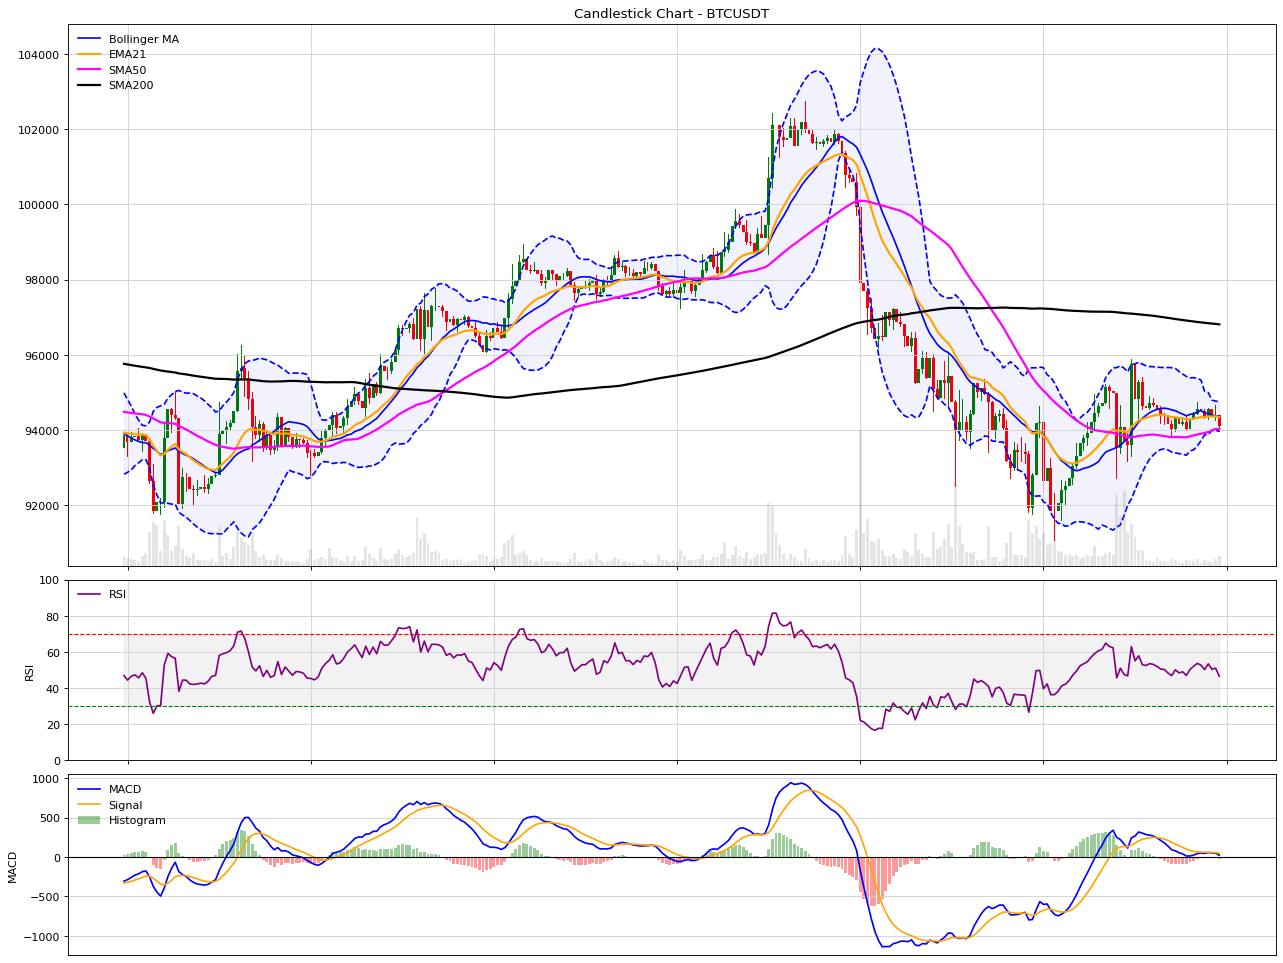 Candlestick Chart - BTCUSDT
Bollinger MA
EMA21
SMA50
SMA200
104000
102000
100000
98000
96000
94000
92000
RSI
100
80
60
40
20
0
RSI
MACD
Signal
Histogram
1000
500
0
−500
−1000
MACD